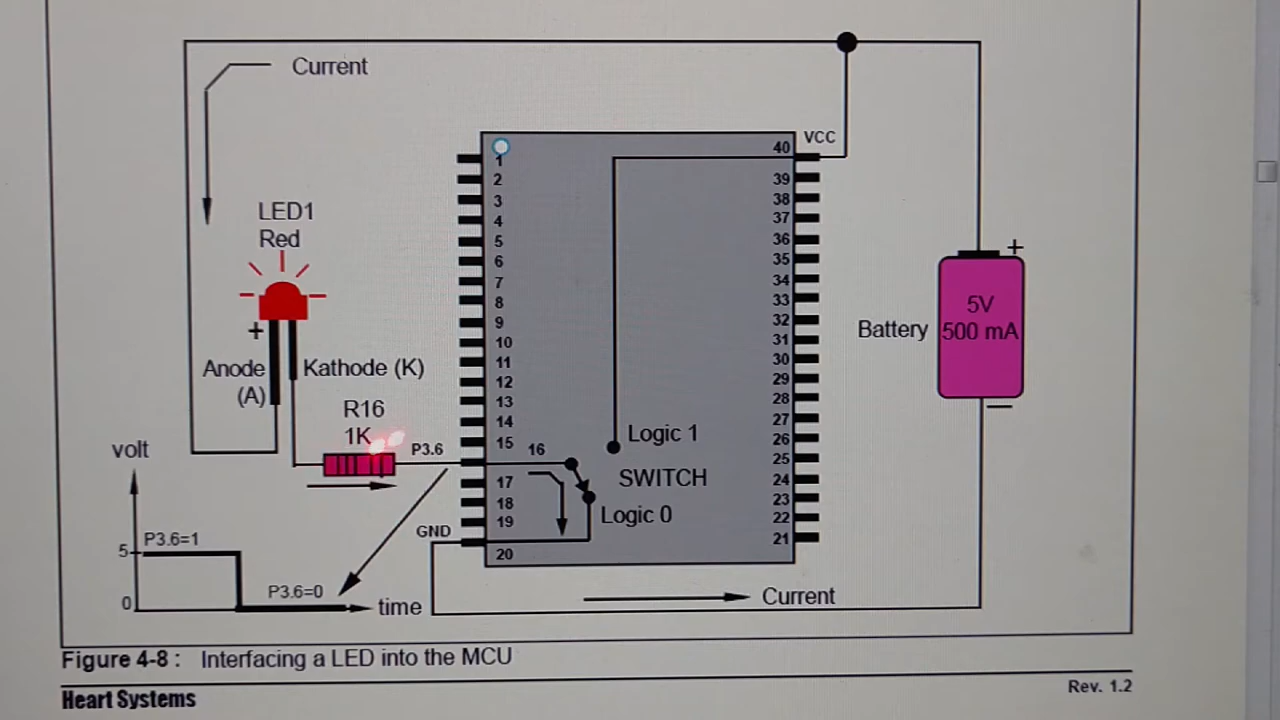 Current
VCC
40
1
39
2
38
3
37
4
36
5
35
6
34
7
33
8
32
9
31
10
30
11
29
12
28
13
27
14
26
15
25
16
24
17
23
18
22
19
21
20
LED1
Red
+
Anode
(A)
Kathode (K)
R16
1K
P3.6
GND
Logic 1
SWITCH
Logic 0
Battery
+
5V
500 mA
—
volt
5
P3.6=1
0
P3.6=0
time
Current
Figure 4-8 : Interfacing a LED into the MCU
Heart Systems
Rev. 1.2